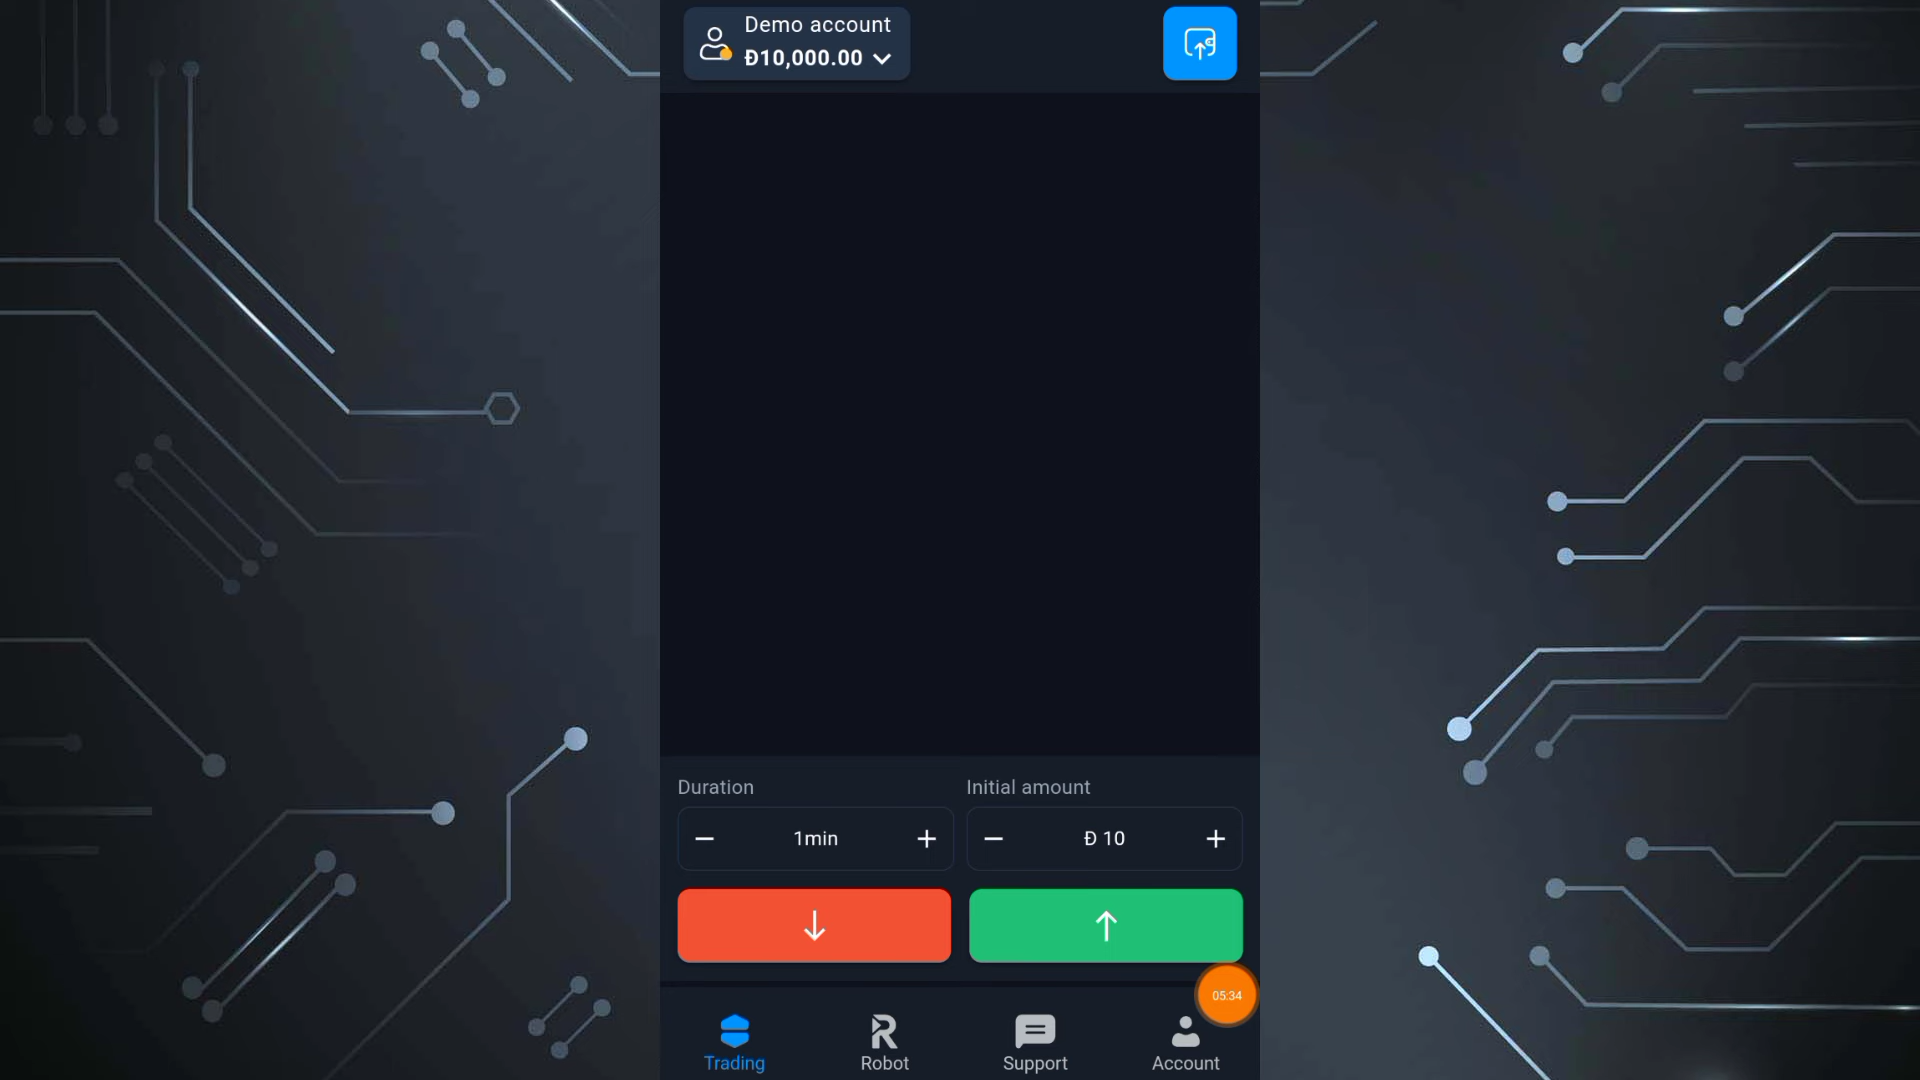 Demo account
Đ10,000.00
Duration
Initial amount
1min
Đ 10
05:34
Trading
Robot
Support
Account